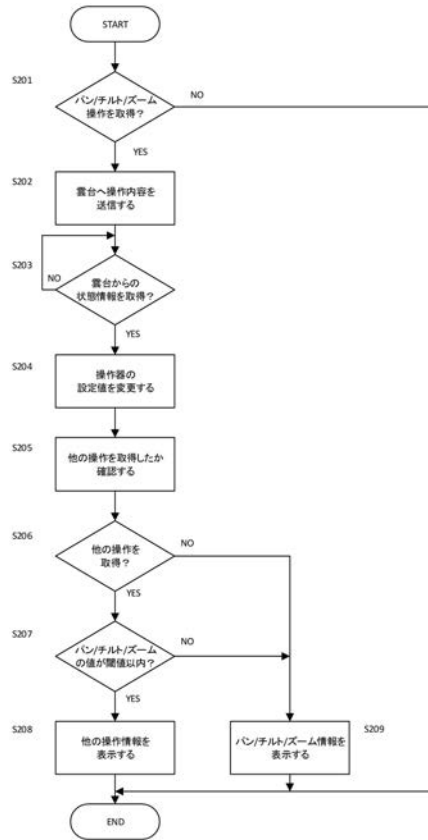 START
S201
パン/チルト/ズーム
操作を取得？
NO
YES
S202
雲台へ操作内容を
送信する
S203
NO
雲台からの
状態情報を取得？
YES
S204
操作器の
設定値を変更する
S205
他の操作を取得したか
確認する
S206
他の操作を
取得？
NO
YES
S207
パン/チルト/ズーム
の値が閾値以内？
NO
YES
S208
他の操作情報を
表示する
S209
パン/チルト/ズーム情報を
表示する
END